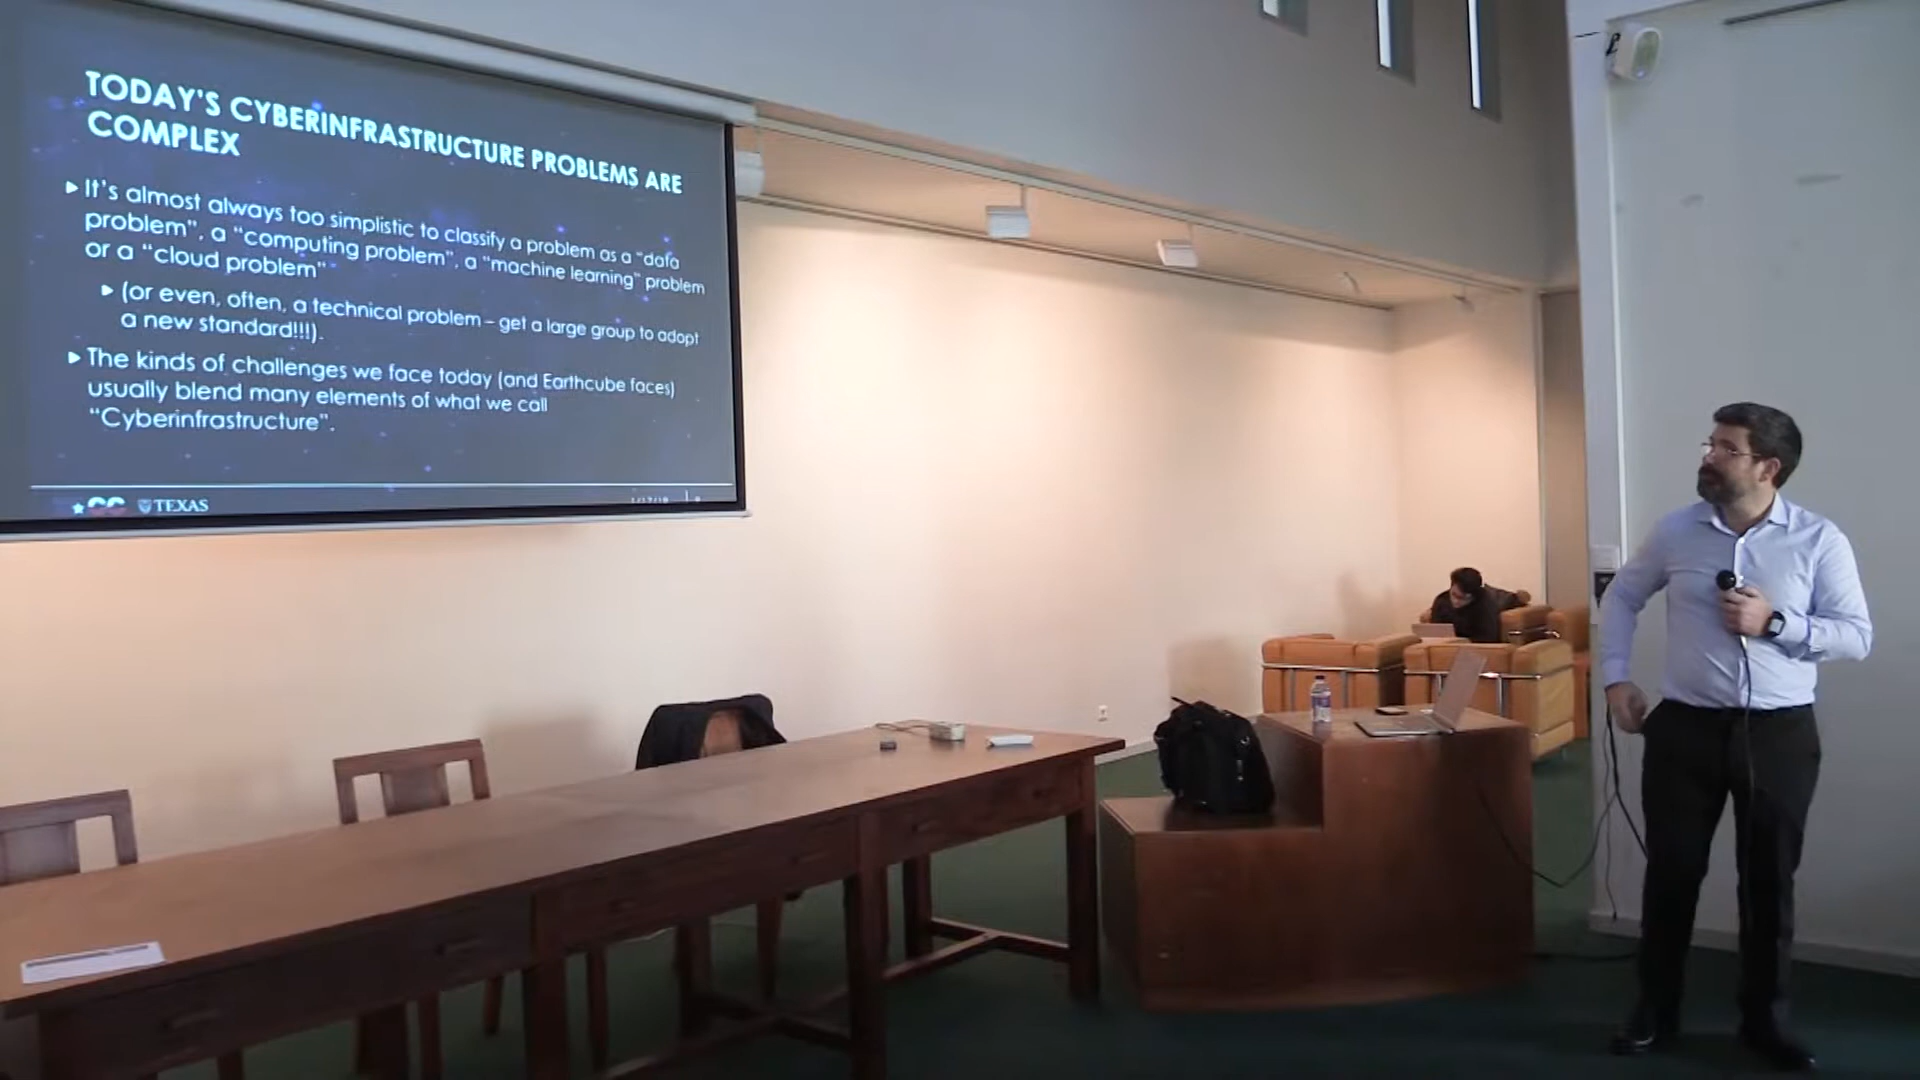 TODAY'S CYBERINFRASTRUCTURE PROBLEMS ARE
COMPLEX
It's almost always too simplistic to classify a problem as a "data
problem", a "computing problem", a "machine learning" problem
or a "cloud problem"
(or even, often, a technical problem – get a large group to adopt
a new standard!!!).
The kinds of challenges we face today (and Earthcube faces)
usually blend many elements of what we call
"Cyberinfrastructure".
TEXAS